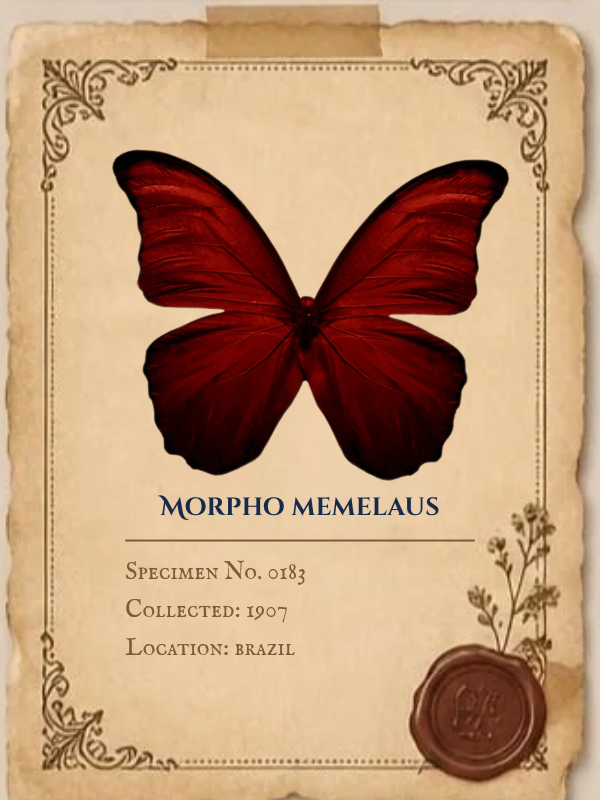 Morpho memelaus
Specimen No. 0183
Collected: 1907
Location: brazil